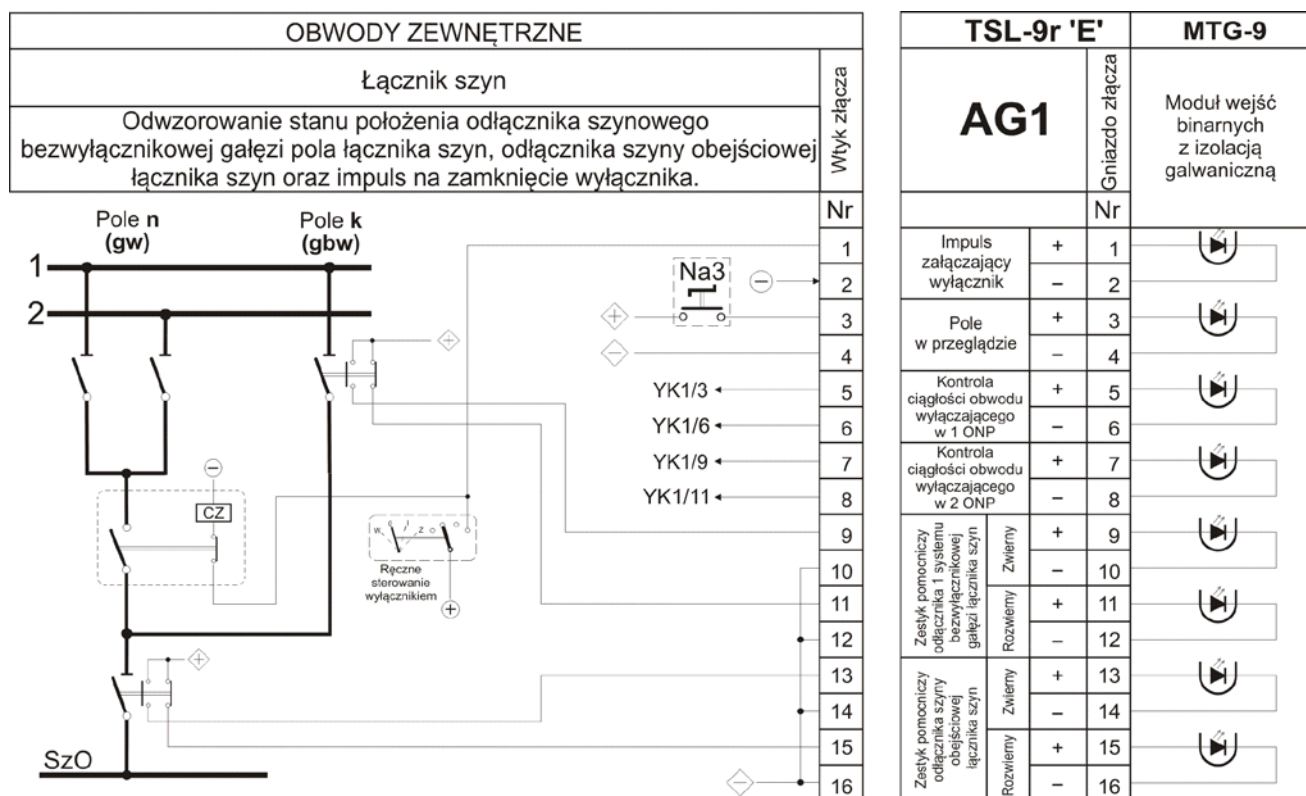 OBWODY ZEWNĘTRZNE
Łącznik szyn
Odwzorowanie stanu położenia odłącznika szynowego
bezwyłącznikowej gałęzi pola łącznika szyn, odłącznika szyny obejściowej
łącznika szyn oraz impuls na zamknięcie wyłącznika.
Wtyk złącza
Nr
Pole n
(gw)
Pole k
(gbw)
1
2
Na3
+
−
−
+
YK1/3
YK1/6
YK1/9
YK1/11
−
CZ
w
1
z
o
Ręczne
sterowanie
wyłącznikiem
+
+
SzO
−
1
2
3
4
5
6
7
8
9
10
11
12
13
14
15
16
TSL-9r 'E'
MTG-9
AG1
Gniazdo złącza
Moduł wejść
binarnych
z izolacją
galwaniczną
Nr
Impuls
załączający
wyłącznik
+ 1
− 2
Pole
w przeglądzie
+ 3
− 4
Kontrola
ciągłości obwodu
wyłączającego
w 1 ONP
+ 5
− 6
Kontrola
ciągłości obwodu
wyłączającego
w 2 ONP
+ 7
− 8
Zestyk pomocniczy
odłącznika 1 systemu
bezwyłącznikowej
gałęzi łącznika szyn
Zwierny
+ 9
− 10
Rozwierny
+ 11
− 12
Zestyk pomocniczy
odłącznika szyny
obejściowej
łącznika szyn
Zwierny
+ 13
− 14
Rozwierny
+ 15
− 16